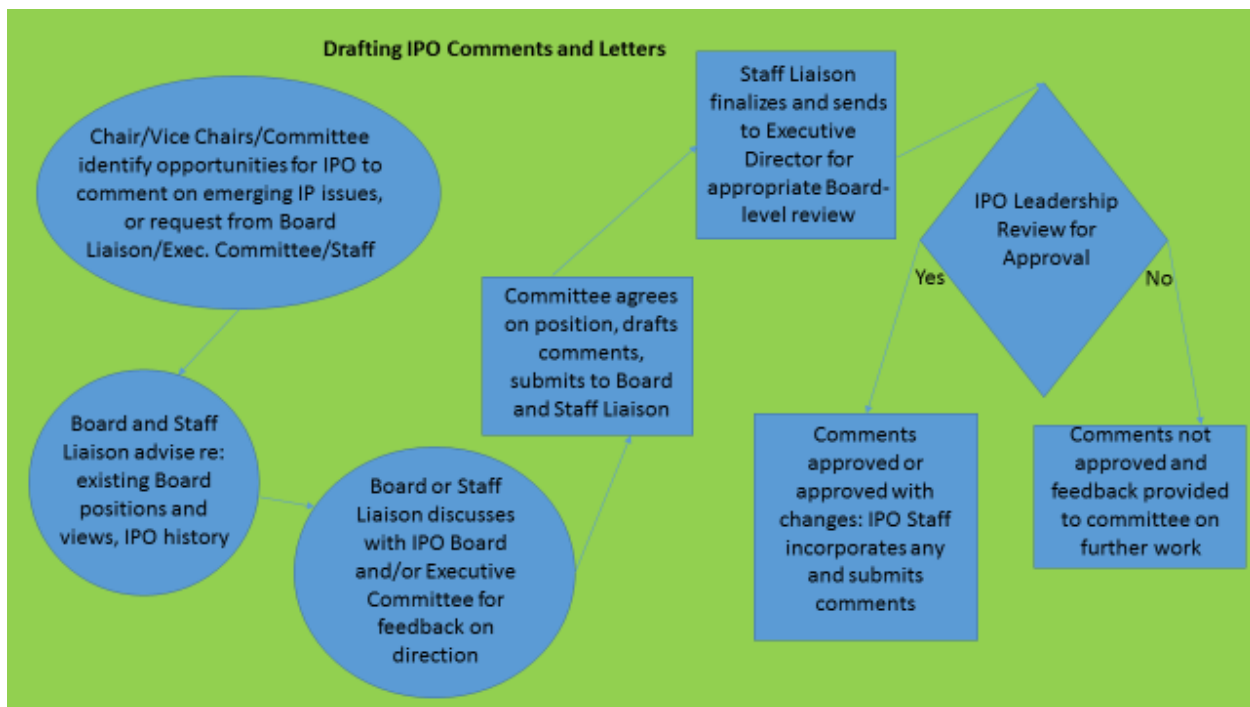 Drafting IPO Comments and Letters
Chair/Vice Chairs/Committee
identify opportunities for IPO to
comment on emerging IP issues,
or request from Board
Liaison/Exec. Committee/Staff
Board and Staff
Liaison advise re:
existing Board
positions and
views, IPO history
Board or Staff
Liaison discusses
with IPO Board
and/or Executive
Committee for
feedback on
direction
Committee agrees
on position, drafts
comments,
submits to Board
and Staff Liaison
Staff Liaison
finalizes and sends
to Executive
Director for
appropriate Board-
level review
IPO Leadership
Review for
Approval
Yes
No
Comments
approved or
approved with
changes: IPO Staff
incorporates any
and submits
comments
Comments not
approved and
feedback provided
to committee on
further work